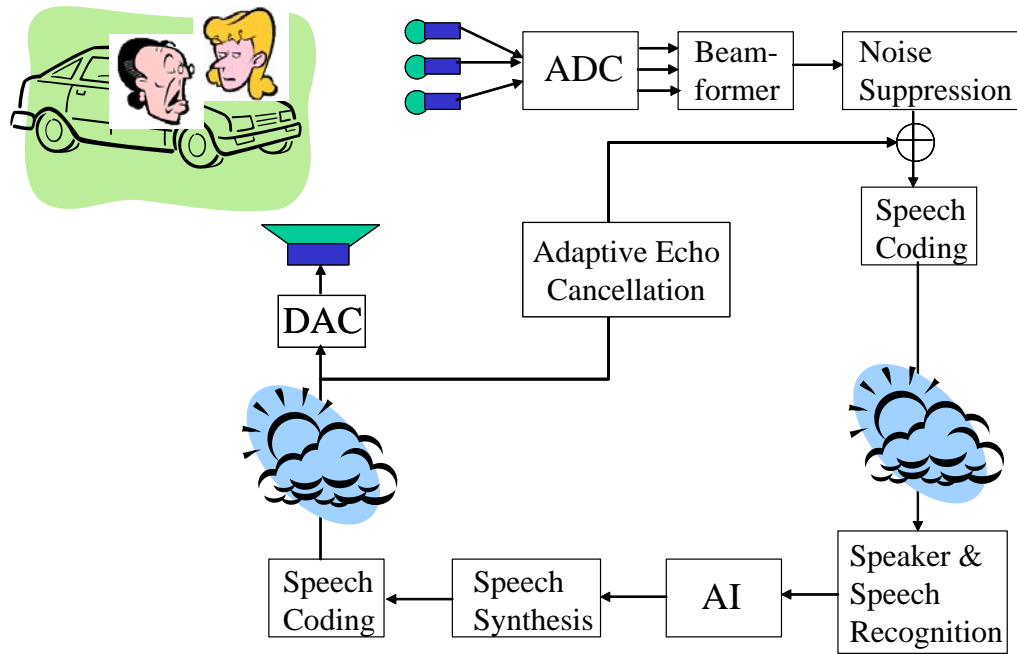 ADC
Beam-
former
Noise
Suppression
Speech
Coding
Adaptive Echo
Cancellation
DAC
Speaker &
Speech
Recognition
AI
Speech
Synthesis
Speech
Coding